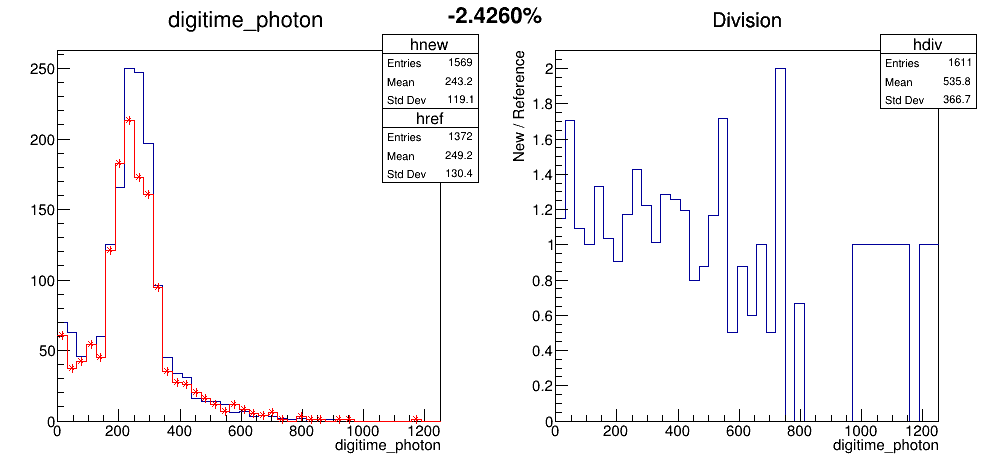 digitime_photon
-2.4260%
Division
hnew
Entries 1569
Mean 243.2
Std Dev 119.1
href
Entries 1372
Mean 249.2
Std Dev 130.4
250
200
150
100
50
0
0 200 400 600 800 1000 1200
digitime_photon
hdiv
Entries 1611
Mean 535.8
Std Dev 366.7
New / Reference
2
1.8
1.6
1.4
1.2
1
0.8
0.6
0.4
0.2
0
0 200 400 600 800 1000 1200
digitime_photon